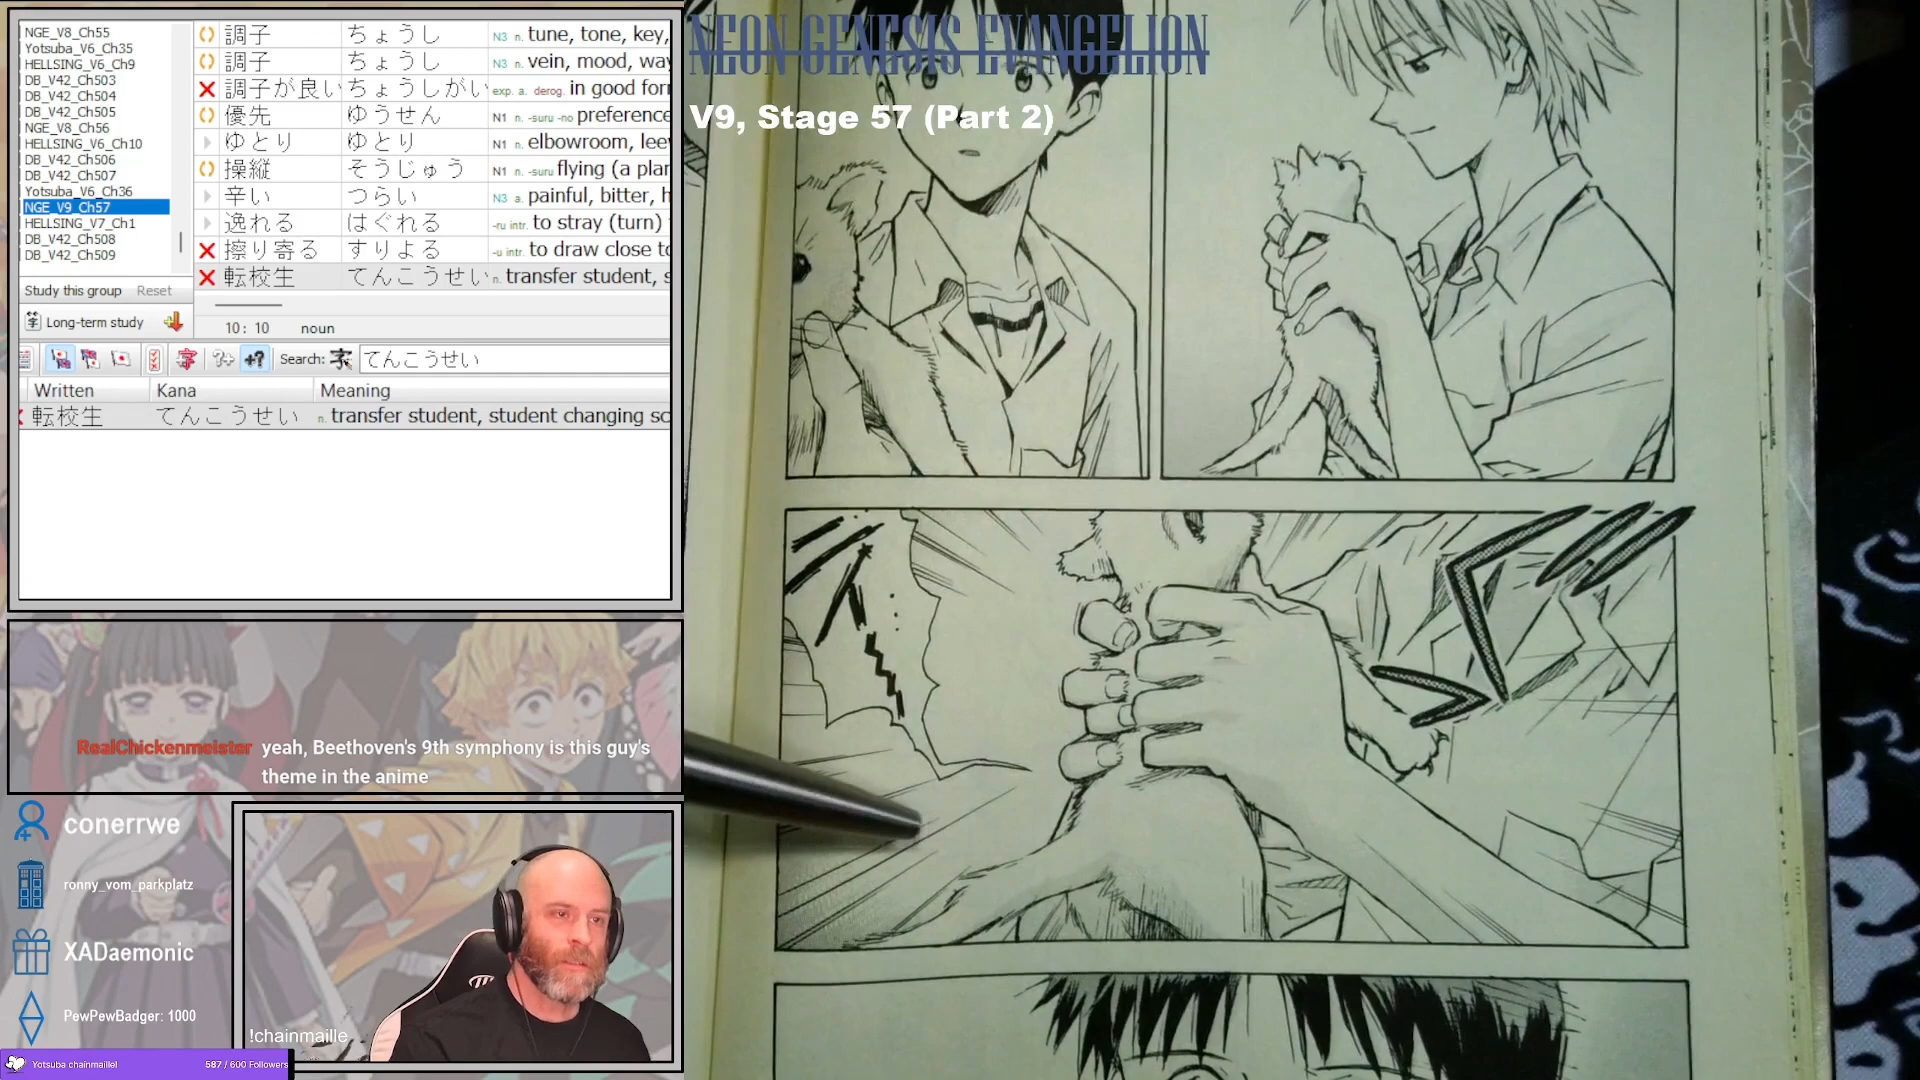 NGE_V8_Ch55
Yotsuba_V6_Ch35
HELLSING_V6_Ch9
DB_V42_Ch503
DB_V42_Ch504
DB_V42_Ch505
NGE_V8_Ch56
HELLSING_V6_Ch10
DB_V42_Ch506
DB_V42_Ch507
Yotsuba_V6_Ch36
NGE_V9_Ch57
HELLSING_V7_Ch1
DB_V42_Ch508
DB_V42_Ch509
Study this group Reset
Long-term study
調子 ちょうし N3 n. tune, tone, key,
調子 ちょうし N3 n. vein, mood, way
調子が良い ちょうしがい exp. a. derog. in good for
優先 ゆうせん N1 n. -suru -no preference
ゆとり ゆとり N1 n. elbowroom, lee
操縦 そうじゅう N1 n. -suru flying (a plan
辛い つらい N3 a. painful, bitter, h
逸れる はぐれる -ru intr. to stray (turn)
擦り寄る すりよる -u intr. to draw close to
転校生 てんこうせい n. transfer student, s
10: 10 noun
Search: 字 てんこうせい
Written Kana Meaning
転校生 てんこうせい n. transfer student, student changing sc
NEON GENESIS EVANGELION
V9, Stage 57 (Part 2)
RealChickenmeister yeah, Beethoven's 9th symphony is this guy's
theme in the anime
conerrwe
ronny_vom_parkplatz
XADaemonic
PewPewBadger: 1000
!chainmaille
Yotsuba chainmaille! 587 / 600 Followers